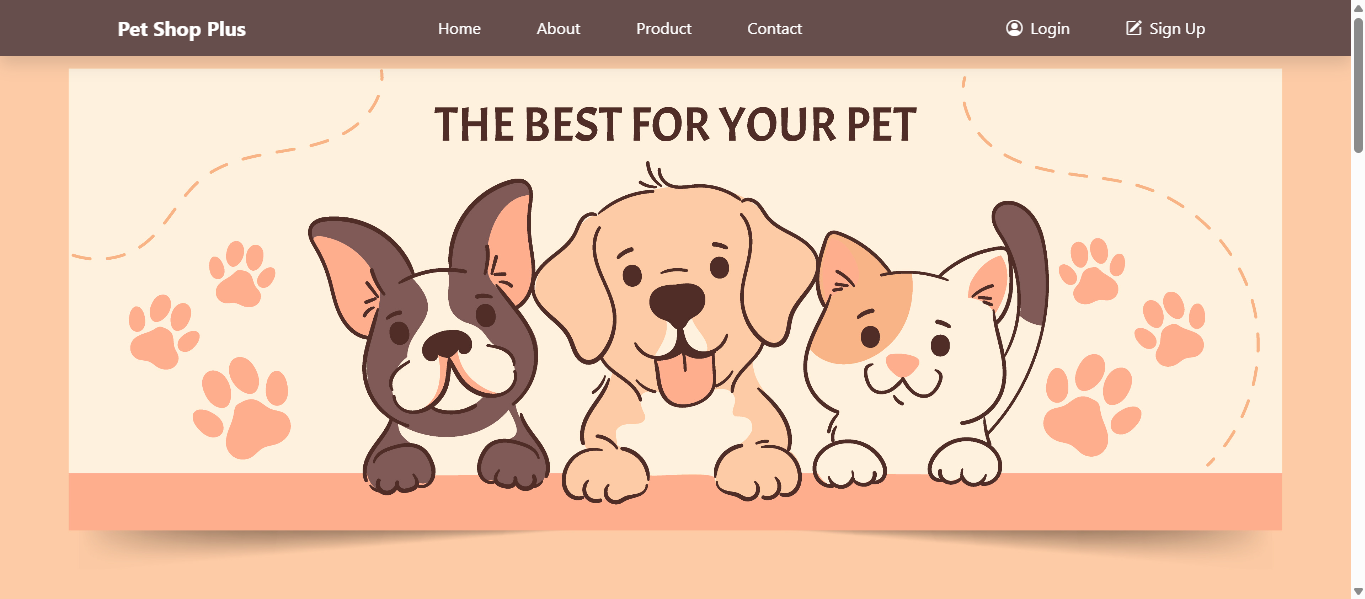 Pet Shop Plus
Home
About
Product
Contact
Login
Sign Up
THE BEST FOR YOUR PET